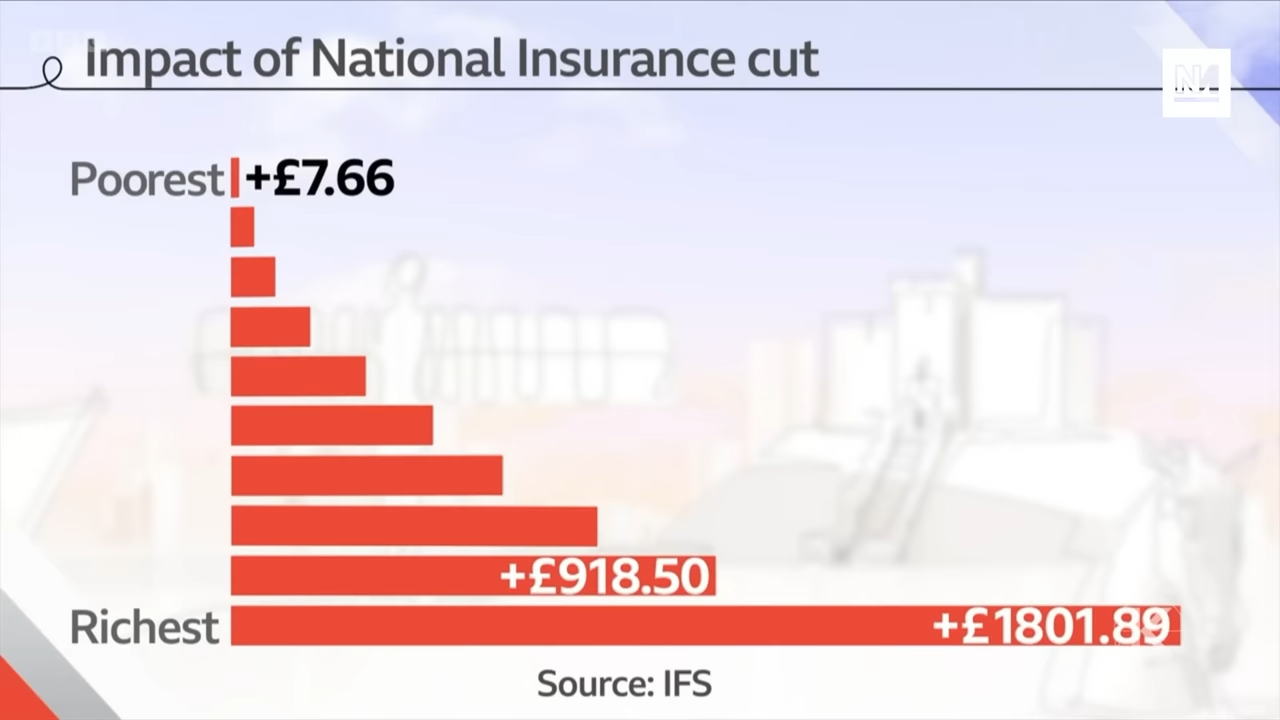 Impact of National Insurance cut
Poorest +£7.66
+£918.50
Richest +£1801.89
Source: IFS